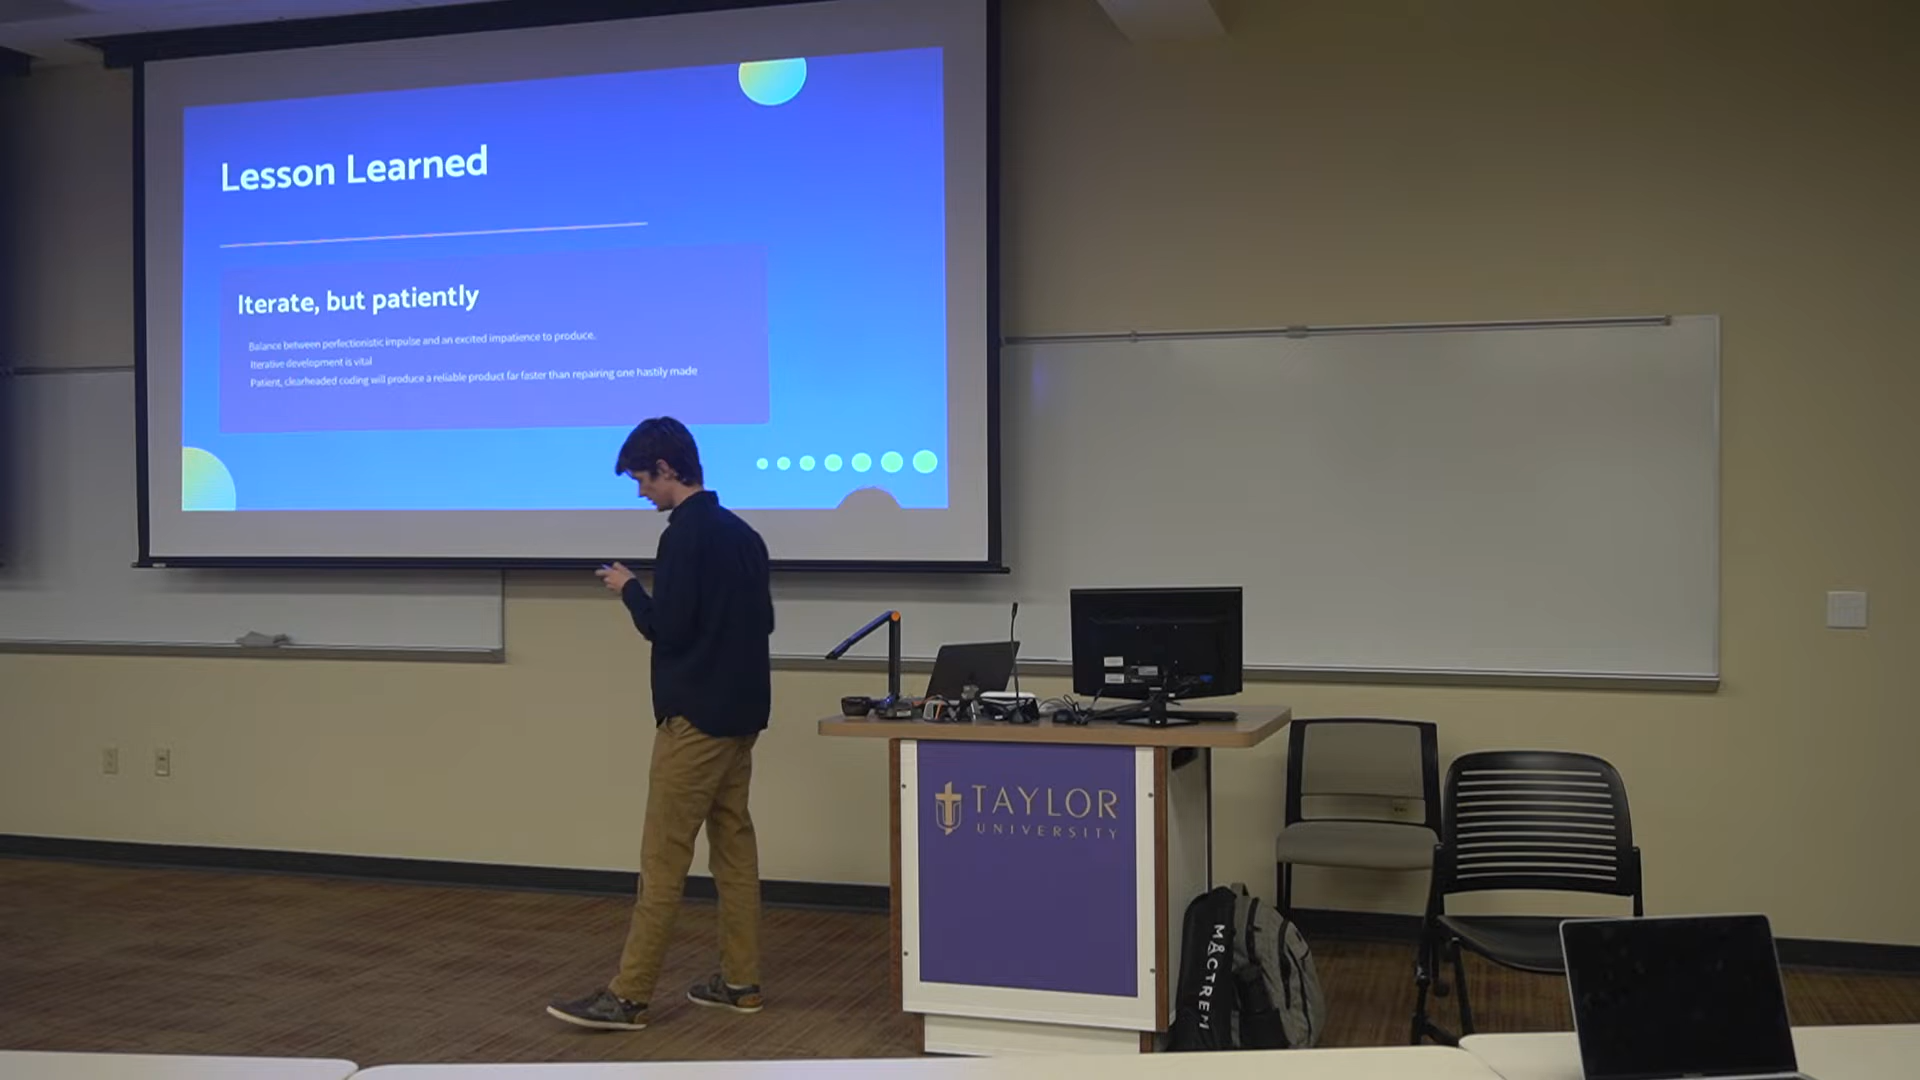 Lesson Learned
Iterate, but patiently
Balance between perfectionistic impulse and an excited impatience to produce.
Iterative development is vital
Patient, clearheaded coding will produce a reliable product far faster than repairing one hastily made
TAYLOR
UNIVERSITY
MACTREM